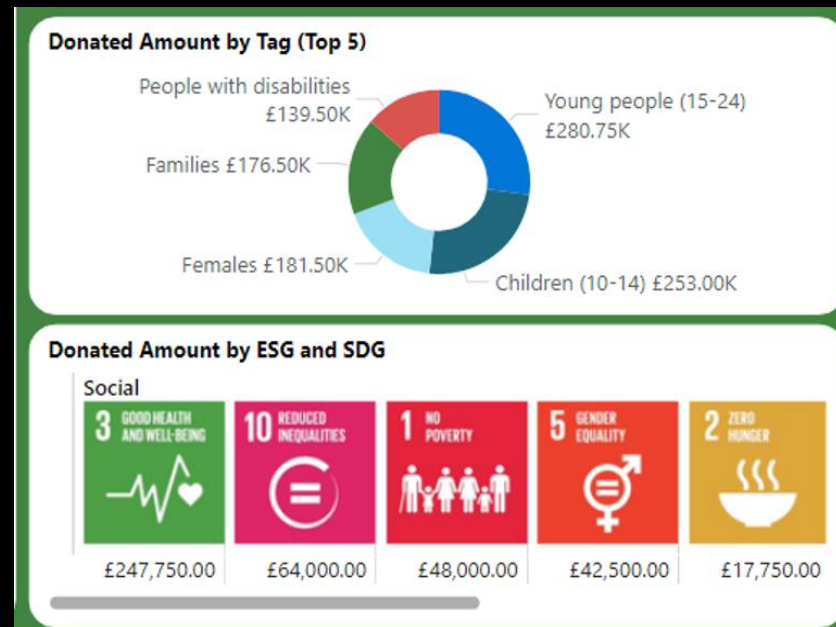 Donated Amount by Tag (Top 5)
People with disabilities
£139.50K
Young people (15-24)
£280.75K
Families £176.50K
Females £181.50K
Children (10-14) £253.00K
Donated Amount by ESG and SDG
Social
3 GOOD HEALTH
AND WELL-BEING
10 REDUCED
INEQUALITIES
1 NO
POVERTY
5 GENDER
EQUALITY
2 ZERO
HUNGER
£247,750.00 £64,000.00 £48,000.00 £42,500.00 £17,750.00